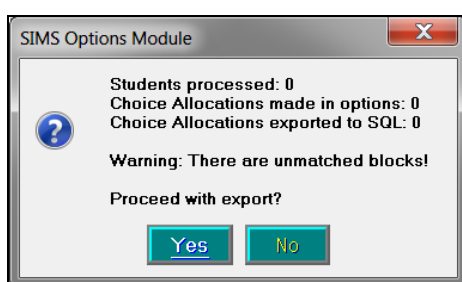 SIMS Options Module
Students processed: 0
Choice Allocations made in options: 0
Choice Allocations exported to SQL: 0
Warning: There are unmatched blocks!
Proceed with export?
Yes No